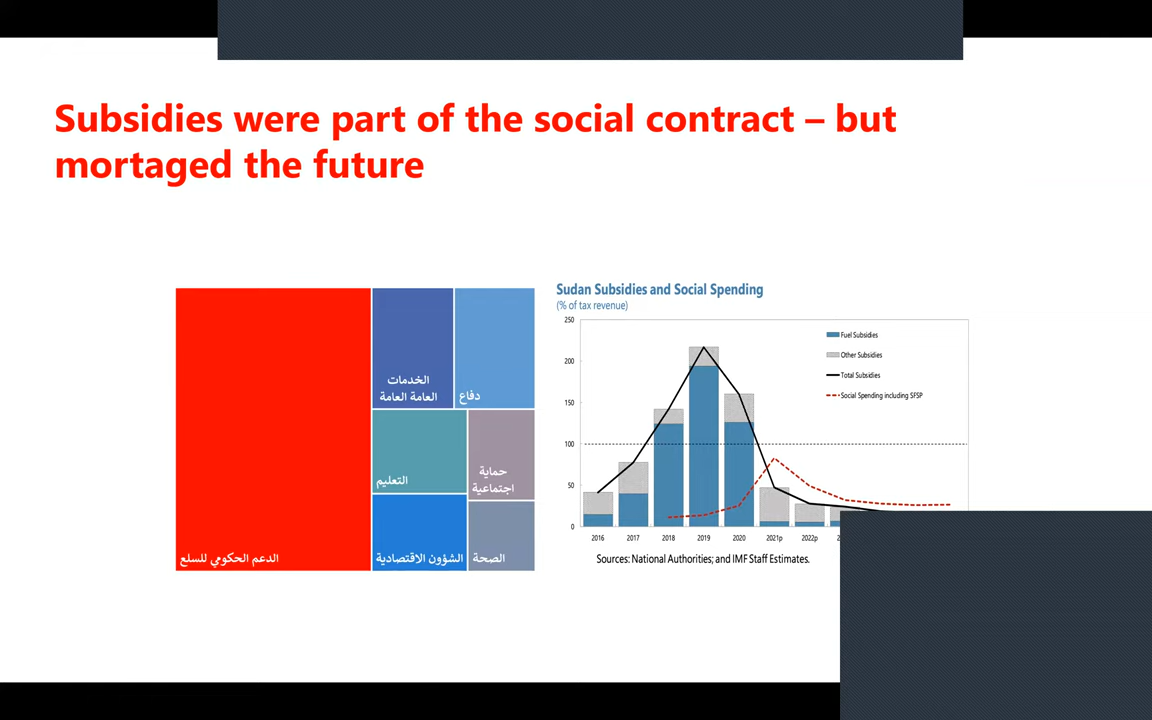 Subsidies were part of the social contract – but
mortaged the future
الخدمات
العامة العامة
دفاع
التعليم
حماية
اجتماعية
الدعم الحكومي للسلع
الشؤون الاقتصادية
الصحة
Sudan Subsidies and Social Spending
(% of tax revenue)
250
200
150
100
50
0
Fuel Subsidies
Other Subsidies
Total Subsidies
Social Spending including SFSP
2016 2017 2018 2019 2020 2021p 2022p
Sources: National Authorities; and IMF Staff Estimates.